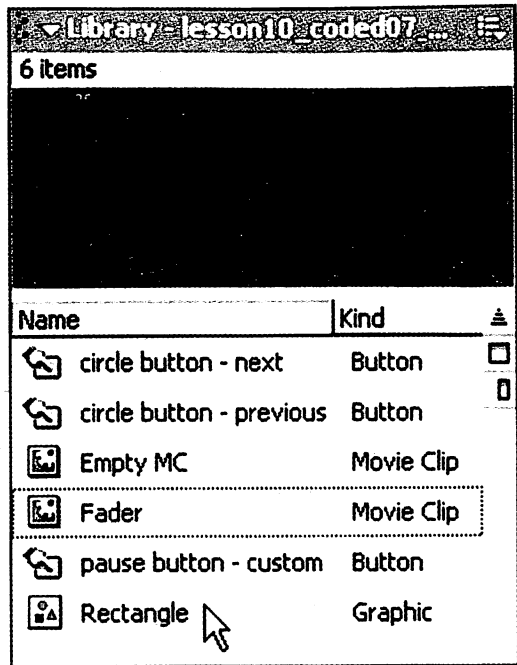 Library - lesson10_coded07_...
6 items
Name Kind
circle button - next Button
circle button - previous Button
Empty MC Movie Clip
Fader Movie Clip
pause button - custom Button
Rectangle Graphic